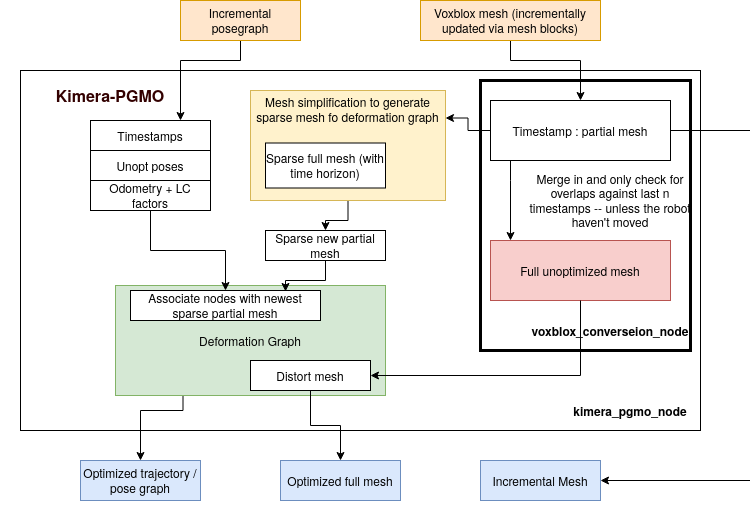 Incremental
posegraph
Voxblox mesh (incrementally
updated via mesh blocks)
Kimera-PGMO
Timestamps
Unopt poses
Odometry + LC
factors
Mesh simplification to generate
sparse mesh fo deformation graph
Sparse full mesh (with
time horizon)
Timestamp : partial mesh
Merge in and only check for
overlaps against last n
timestamps -- unless the robot
haven't moved
Sparse new partial
mesh
Full unoptimized mesh
Associate nodes with newest
sparse partial mesh
Deformation Graph
voxblox_converseion_node
Distort mesh
kimera_pgmo_node
Optimized trajectory /
pose graph
Optimized full mesh
Incremental Mesh